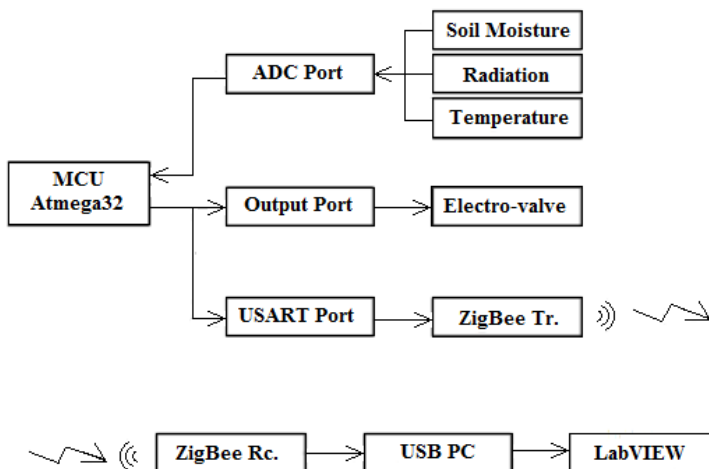 Soil Moisture
ADC Port
Radiation
Temperature
MCU
Atmega32
Output Port
Electro-valve
USART Port
ZigBee Tr.
ZigBee Rc.
USB PC
LabVIEW